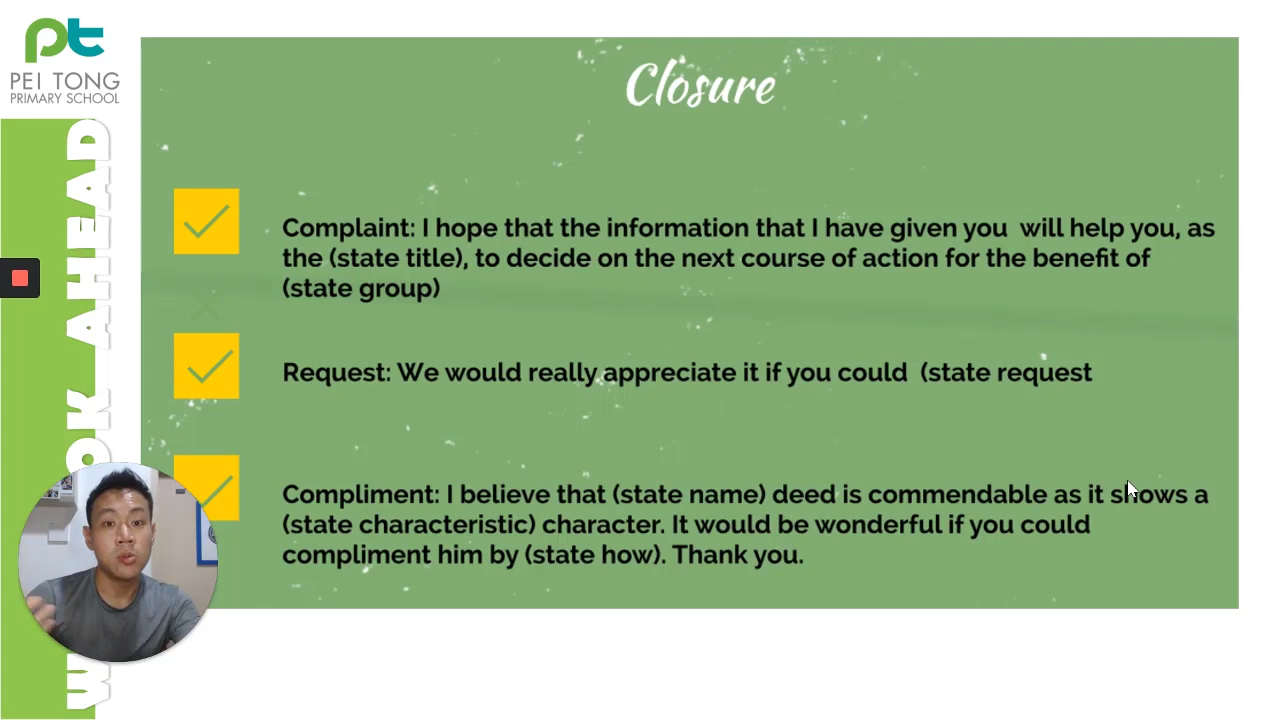 pt
PEI TONG
PRIMARY SCHOOL
AHEAD
Closure
Complaint: I hope that the information that I have given you  will help you, as
the (state title), to decide on the next course of action for the benefit of
(state group)
Request: We would really appreciate it if you could  (state request
Compliment: I believe that (state name) deed is commendable as it shows a
(state characteristic) character. It would be wonderful if you could
compliment him by (state how). Thank you.